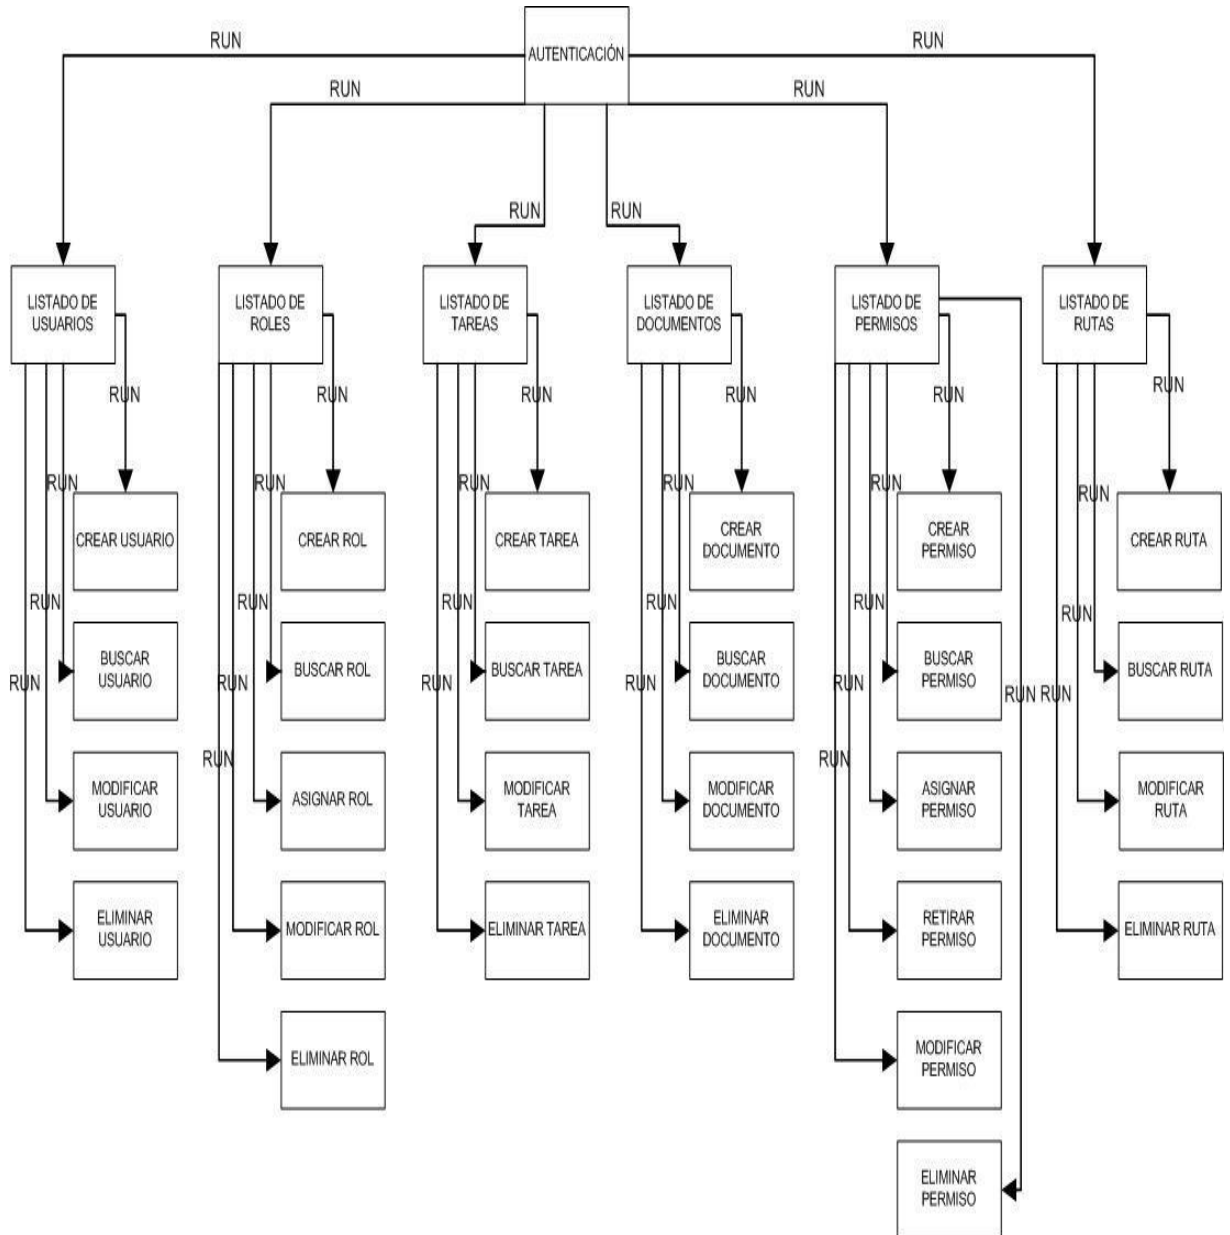 AUTENTICACIÓN
RUN
RUN
RUN
RUN
RUN
RUN
LISTADO DE
USUARIOS
LISTADO DE
ROLES
LISTADO DE
TAREAS
LISTADO DE
DOCUMENTOS
LISTADO DE
PERMISOS
LISTADO DE
RUTAS
RUN
RUN
RUN
RUN
RUN
RUN
RUN
RUN
RUN
RUN
RUN
RUN
CREAR USUARIO
CREAR ROL
CREAR TAREA
CREAR
DOCUMENTO
CREAR
PERMISO
CREAR RUTA
RUN
RUN
RUN
RUN
RUN
RUN
BUSCAR
USUARIO
BUSCAR ROL
BUSCAR TAREA
BUSCAR
DOCUMENTO
BUSCAR
PERMISO
BUSCAR RUTA
RUN
RUN
RUN
RUN
RUN
RUN
RUN
RUN
RUN
MODIFICAR
USUARIO
ASIGNAR ROL
MODIFICAR
TAREA
MODIFICAR
DOCUMENTO
ASIGNAR
PERMISO
MODIFICAR
RUTA
ELIMINAR
USUARIO
MODIFICAR ROL
ELIMINAR TAREA
ELIMINAR
DOCUMENTO
RETIRAR
PERMISO
ELIMINAR RUTA
ELIMINAR ROL
MODIFICAR
PERMISO
ELIMINAR
PERMISO